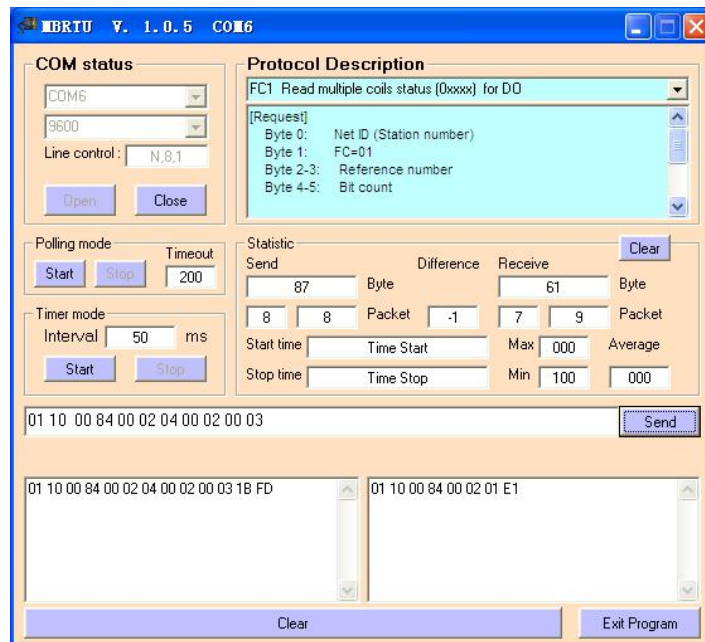 MBRTU V. 1.0.5 COM6
COM status
COM6
9600
Line control : N,8,1
Open Close
Protocol Description
FC1 Read multiple coils status (0xxxx) for DO
[Request]
Byte 0: Net ID (Station number)
Byte 1: FC=01
Byte 2-3: Reference number
Byte 4-5: Bit count
Polling mode
Timeout
Start Stop 200
Timer mode
Interval 50 ms
Start Stop
Statistic
Clear
Send Difference Receive
87 Byte 61 Byte
8 8 Packet -1 7 9 Packet
Start time Time Start Max 000 Average
Stop time Time Stop Min 100 000
01 10 00 84 00 02 04 00 02 00 03
Send
01 10 00 84 00 02 04 00 02 00 03 1B FD
01 10 00 84 00 02 01 E1
Clear
Exit Program